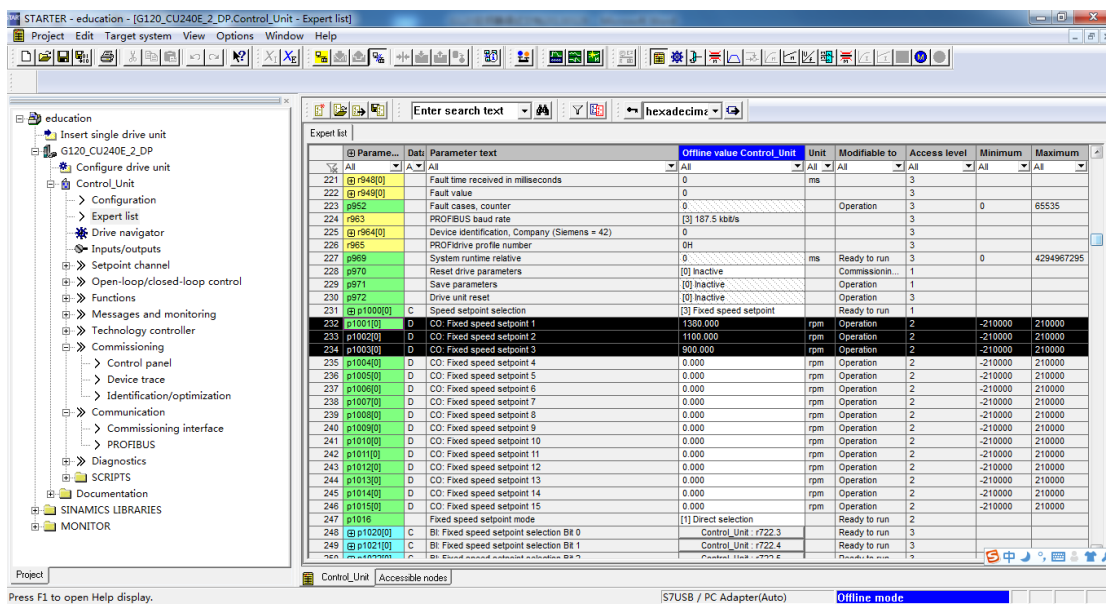 STARTER - education - [G120_CU240E_2_DP.Control_Unit - Expert list]
Project Edit Target system View Options Window Help
Enter search text hexadecima
education
Insert single drive unit
G120_CU240E_2_DP
Configure drive unit
Control_Unit
Configuration
Expert list
Drive navigator
Inputs/outputs
Setpoint channel
Open-loop/closed-loop control
Functions
Messages and monitoring
Technology controller
Commissioning
Control panel
Device trace
Identification/optimization
Communication
Commissioning interface
PROFIBUS
Diagnostics
SCRIPTS
Documentation
SINAMICS LIBRARIES
MONITOR
Project
Expert list
Parame... Data Parameter text Offline value Control_Unit Unit Modifiable to Access level Minimum Maximum
All A All All All All All All All
221 r948[0] Fault time received in milliseconds 0 ms 3
222 r949[0] Fault value 0 3
223 p952 Fault cases, counter 0 Operation 3 0 65535
224 r963 PROFIBUS baud rate [3] 187.5 kbit/s 3
225 r964[0] Device identification, Company (Siemens = 42) 0 3
226 r965 PROFIdrive profile number 0H 3
227 p969 System runtime relative 0 ms Ready to run 3 0 4294967295
228 p970 Reset drive parameters [0] Inactive Commissionin... 1
229 p971 Save parameters [0] Inactive Operation 1
230 p972 Drive unit reset [0] Inactive Operation 3
231 p1000[0] C Speed setpoint selection [3] Fixed speed setpoint Ready to run 1
232 p1001[0] D CO: Fixed speed setpoint 1 1380.000 rpm Operation 2 -210000 210000
233 p1002[0] D CO: Fixed speed setpoint 2 1100.000 rpm Operation 2 -210000 210000
234 p1003[0] D CO: Fixed speed setpoint 3 900.000 rpm Operation 2 -210000 210000
235 p1004[0] D CO: Fixed speed setpoint 4 0.000 rpm Operation 2 -210000 210000
236 p1005[0] D CO: Fixed speed setpoint 5 0.000 rpm Operation 2 -210000 210000
237 p1006[0] D CO: Fixed speed setpoint 6 0.000 rpm Operation 2 -210000 210000
238 p1007[0] D CO: Fixed speed setpoint 7 0.000 rpm Operation 2 -210000 210000
239 p1008[0] D CO: Fixed speed setpoint 8 0.000 rpm Operation 2 -210000 210000
240 p1009[0] D CO: Fixed speed setpoint 9 0.000 rpm Operation 2 -210000 210000
241 p1010[0] D CO: Fixed speed setpoint 10 0.000 rpm Operation 2 -210000 210000
242 p1011[0] D CO: Fixed speed setpoint 11 0.000 rpm Operation 2 -210000 210000
243 p1012[0] D CO: Fixed speed setpoint 12 0.000 rpm Operation 2 -210000 210000
244 p1013[0] D CO: Fixed speed setpoint 13 0.000 rpm Operation 2 -210000 210000
245 p1014[0] D CO: Fixed speed setpoint 14 0.000 rpm Operation 2 -210000 210000
246 p1015[0] D CO: Fixed speed setpoint 15 0.000 rpm Operation 2 -210000 210000
247 p1016 Fixed speed setpoint mode [1] Direct selection Ready to run 2
248 p1020[0] C BI: Fixed speed setpoint selection Bit 0 Control_Unit : r722.3 Ready to run 3
249 p1021[0] C BI: Fixed speed setpoint selection Bit 1 Control_Unit : r722.4 Ready to run 3
中
Control_Unit Accessible nodes
Press F1 to open Help display. S7USB / PC Adapter(Auto) Offline mode